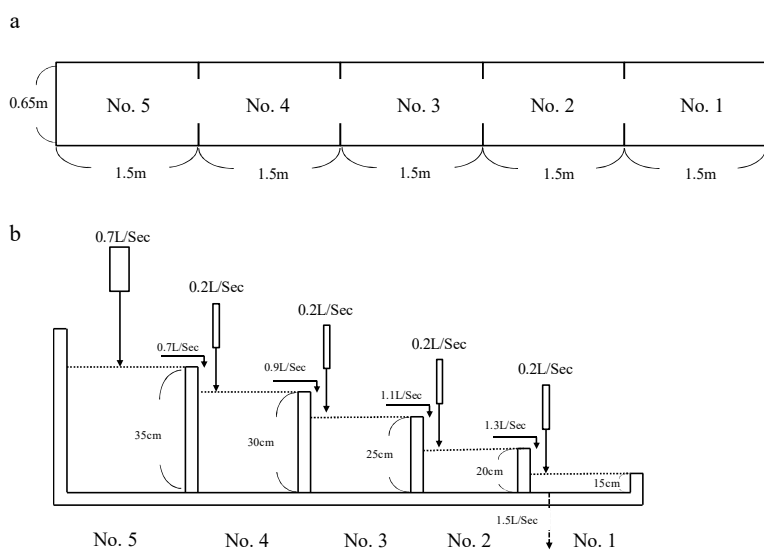 a
0.65m
No. 5 No. 4 No. 3 No. 2 No. 1
1.5m 1.5m 1.5m 1.5m 1.5m
b
0.7L/Sec
0.2L/Sec
0.2L/Sec
0.2L/Sec
0.2L/Sec
0.7L/Sec
0.9L/Sec
1.1L/Sec
1.3L/Sec
35cm
30cm
25cm
20cm
15cm
1.5L/Sec
No. 5 No. 4 No. 3 No. 2 No. 1